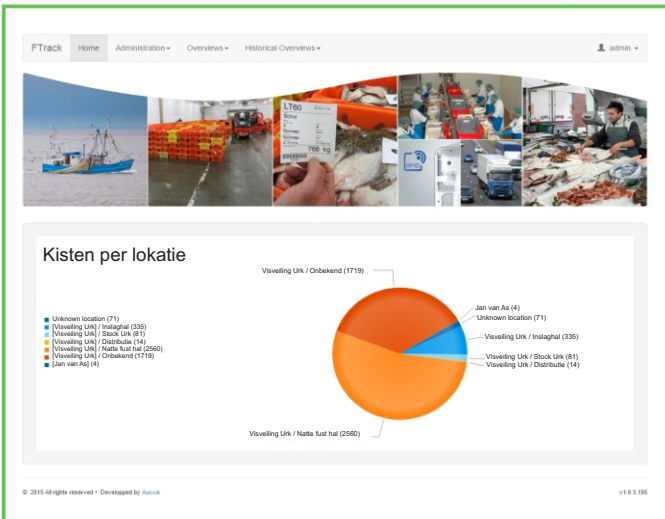 FTrack Home Administration Overviews Historical Overviews admin
LT60
Schol
Normaal
Normaal
766 kg
RFID
Kisten per lokatie
Visveiling Urk / Onbekend (1719)
Jan van As (4)
Unknown location (71)
Visveiling Urk / Inslaghal (335)
Visveiling Urk / Stock Urk (81)
Visveiling Urk / Distributie (14)
Unknown location (71)
[Visveiling Urk] / Inslaghal (335)
[Visveiling Urk] / Stock Urk (81)
[Visveiling Urk] / Distributie (14)
[Visveiling Urk] / Natte fust hal (2560)
[Visveiling Urk] / Onbekend (1719)
[Jan van As] (4)
Visveiling Urk / Natte fust hal (2560)
© 2015 All rights reserved • Developped by v1.0.3.195